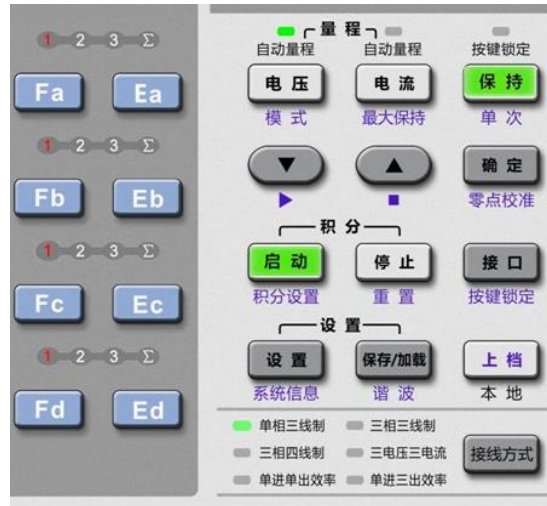 1 2 3 Σ
Fa Ea
1 2 3 Σ
Fb Eb
1 2 3 Σ
Fc Ec
1 2 3 Σ
Fd Ed
量 程
自动量程 自动量程 按键锁定
电 压 电 流 保 持
模 式 最大保持 单 次
确 定
零点校准
积 分
启 动 停 止 接 口
积分设置 重 置 按键锁定
设 置
设 置 保存/加载 上 档
系统信息 谐 波 本 地
单相三线制 三相三线制
三相四线制 三电压三电流
单进单出效率 单进三出效率
接线方式